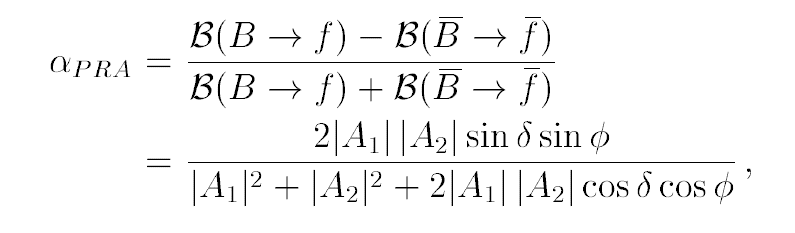 \alpha_{PRA} = \frac{\mathcal{B}(B \to f) - \mathcal{B}(\overline{B} \to \overline{f})}{\mathcal{B}(B \to f) + \mathcal{B}(\overline{B} \to \overline{f})}
= \frac{2|A_1|\,|A_2| \sin\delta \sin\phi}{|A_1|^2 + |A_2|^2 + 2|A_1|\,|A_2| \cos\delta \cos\phi},